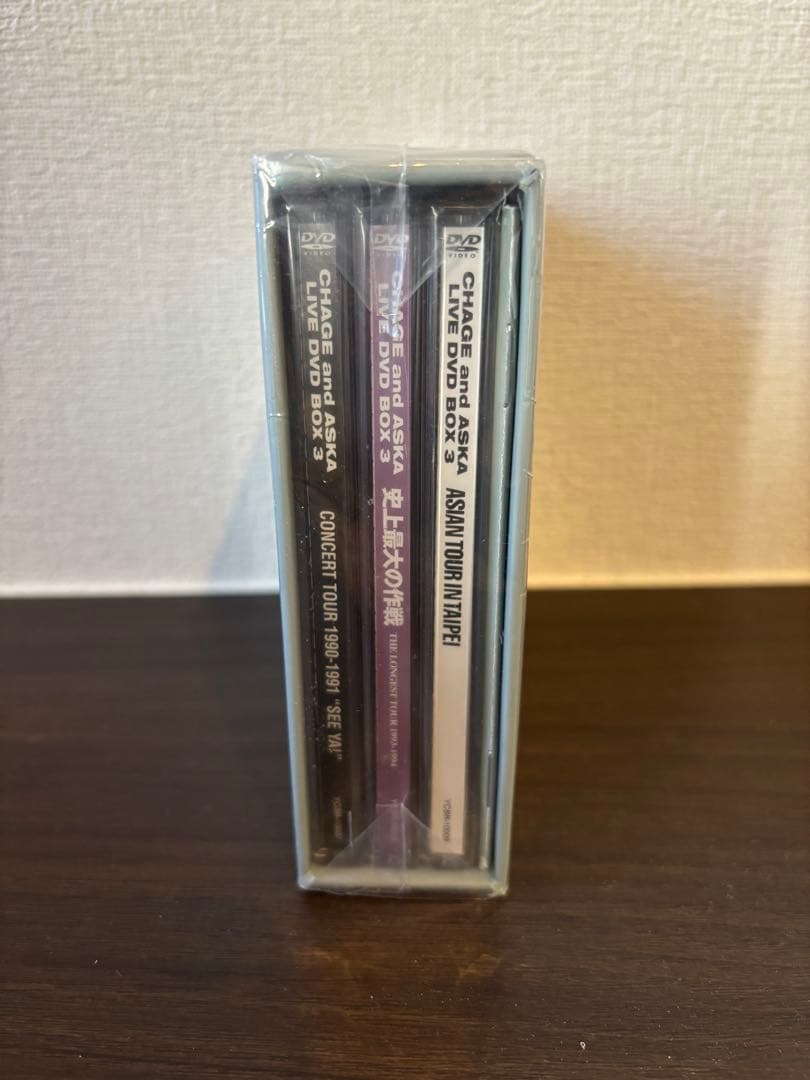 DVD
VIDEO
CHAGE and ASKA
LIVE DVD BOX 3
CONCERT TOUR 1990-1991 "SEE YA!"
DVD
VIDEO
CHAGE and ASKA
LIVE DVD BOX 3
史上最大の作戦
THE LONGEST TOUR 1993-1994
DVD
VIDEO
CHAGE and ASKA
LIVE DVD BOX 3
ASIAN TOUR IN TAIPEI